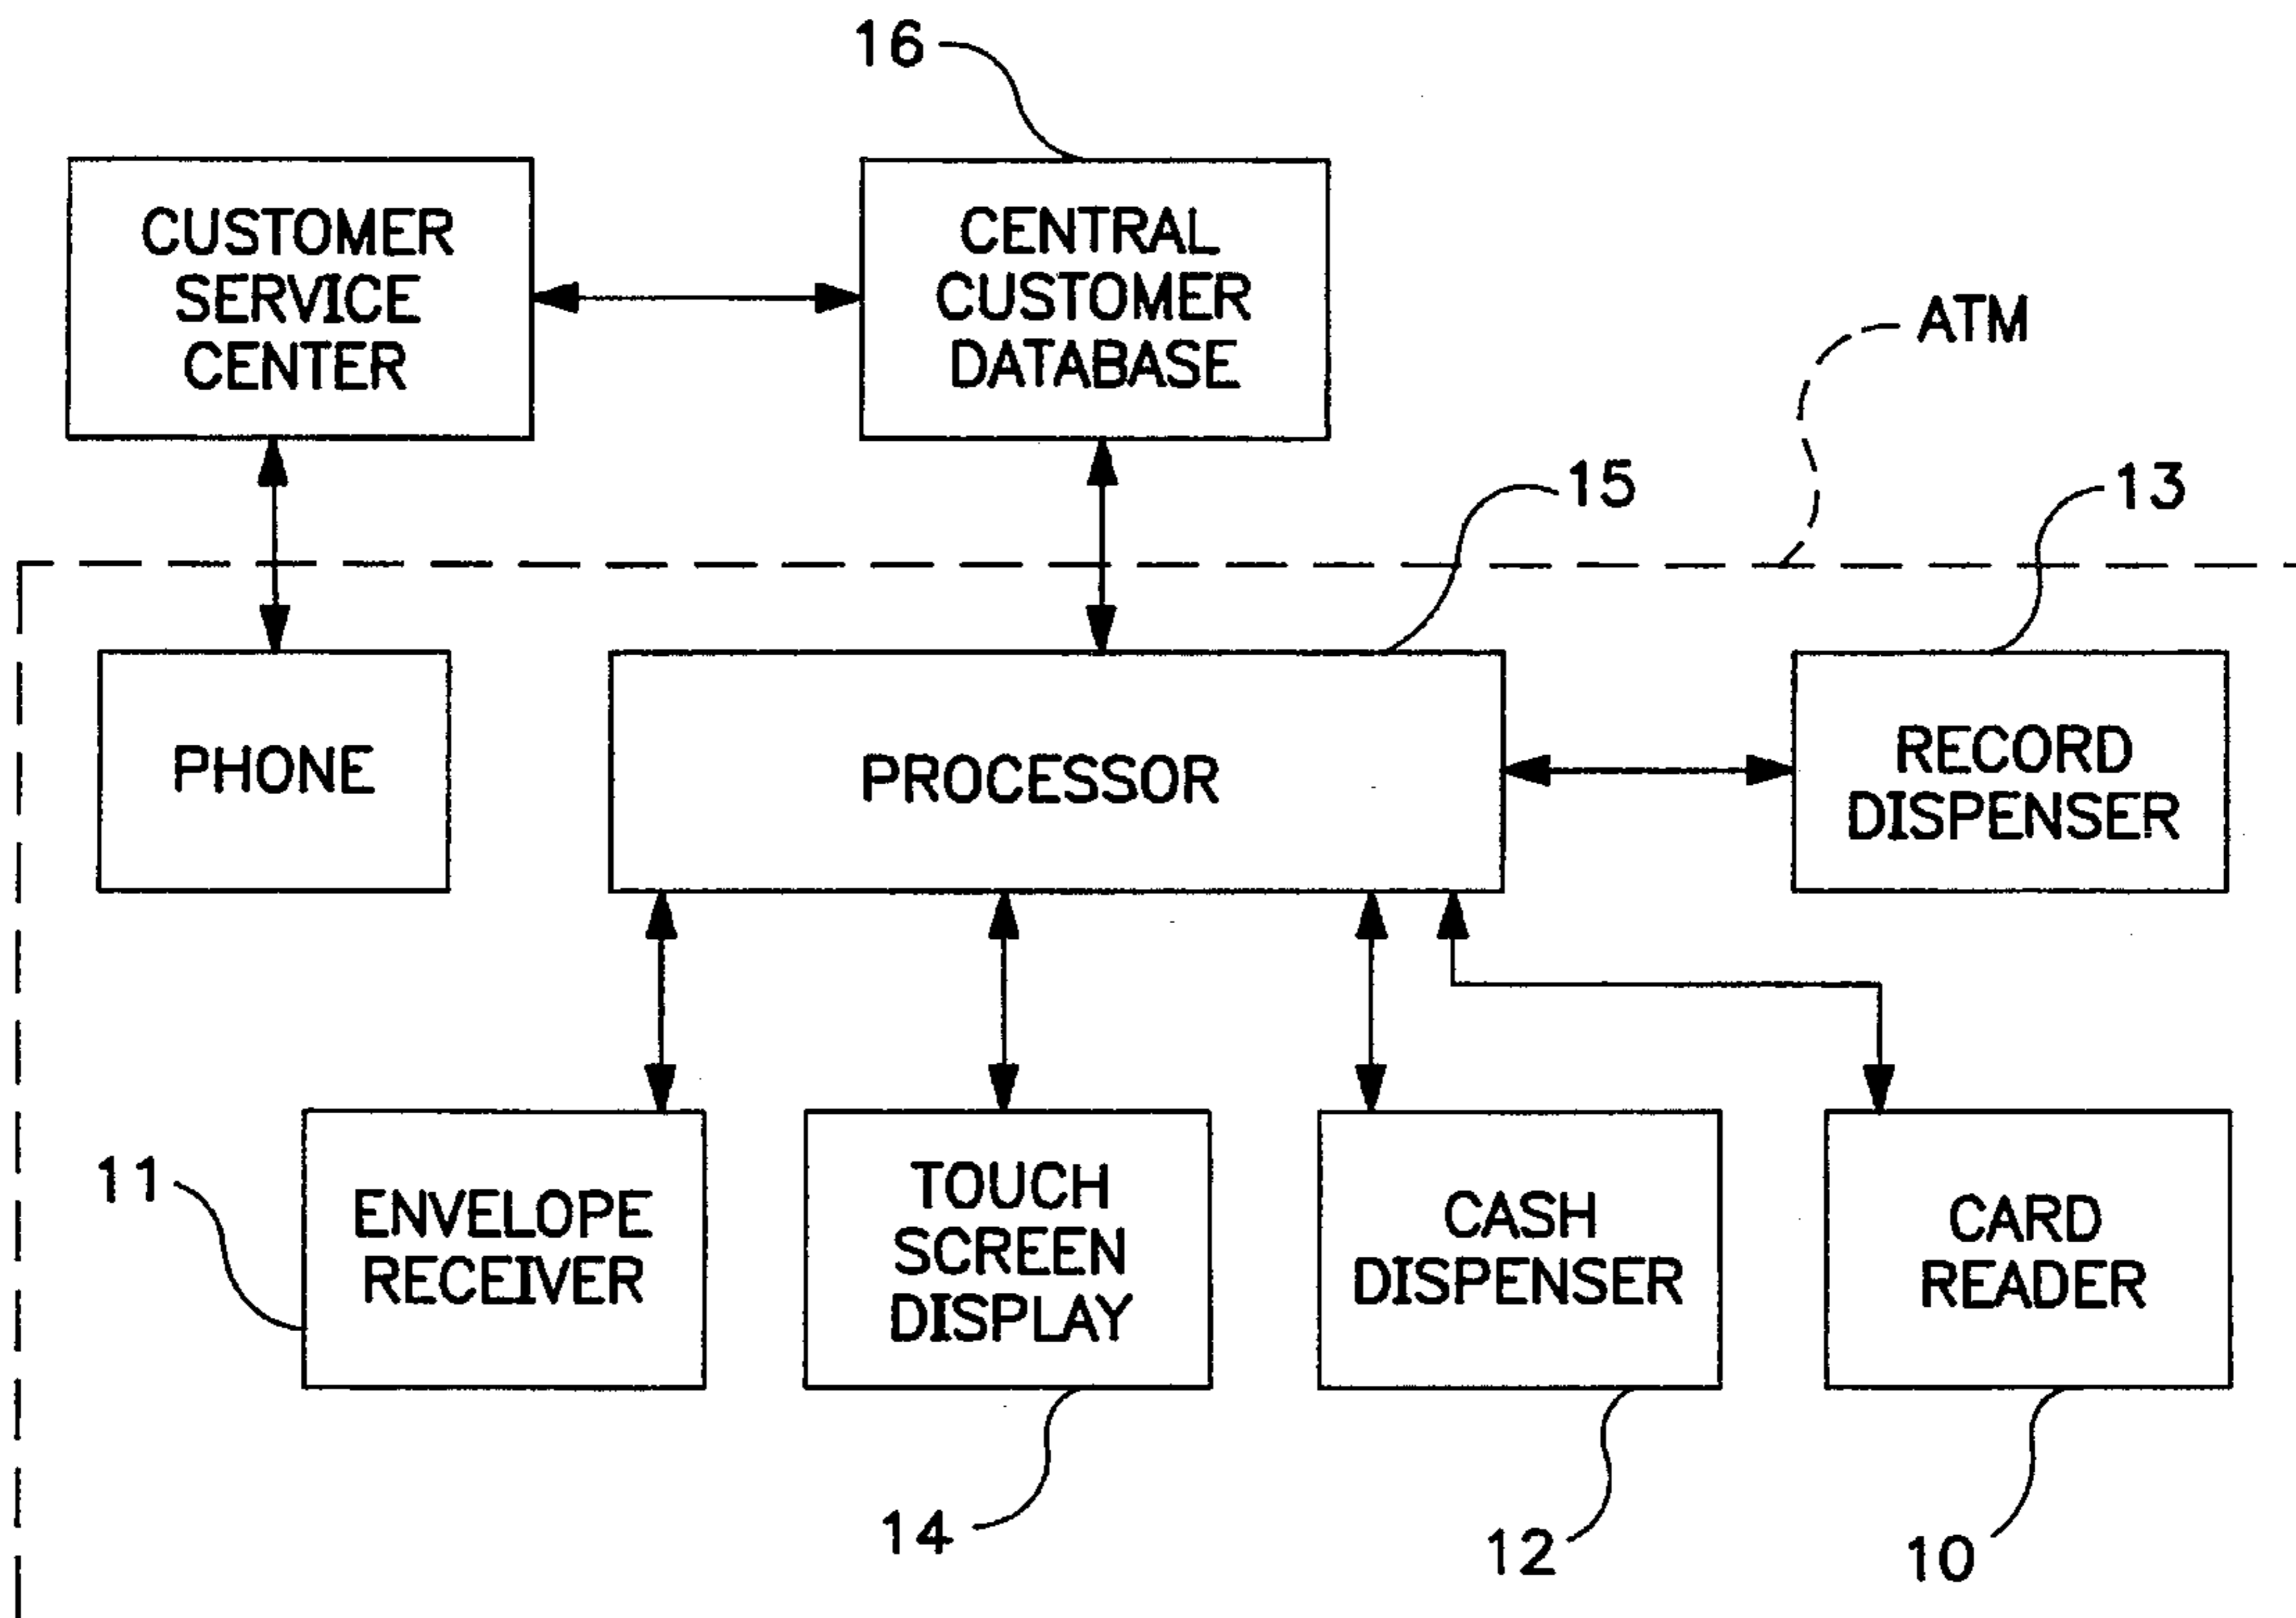 16
CUSTOMER
SERVICE
CENTER
CENTRAL
CUSTOMER
DATABASE
ATM
15
13
PHONE
PROCESSOR
RECORD
DISPENSER
11
ENVELOPE
RECEIVER
TOUCH
SCREEN
DISPLAY
CASH
DISPENSER
CARD
READER
14
12
10